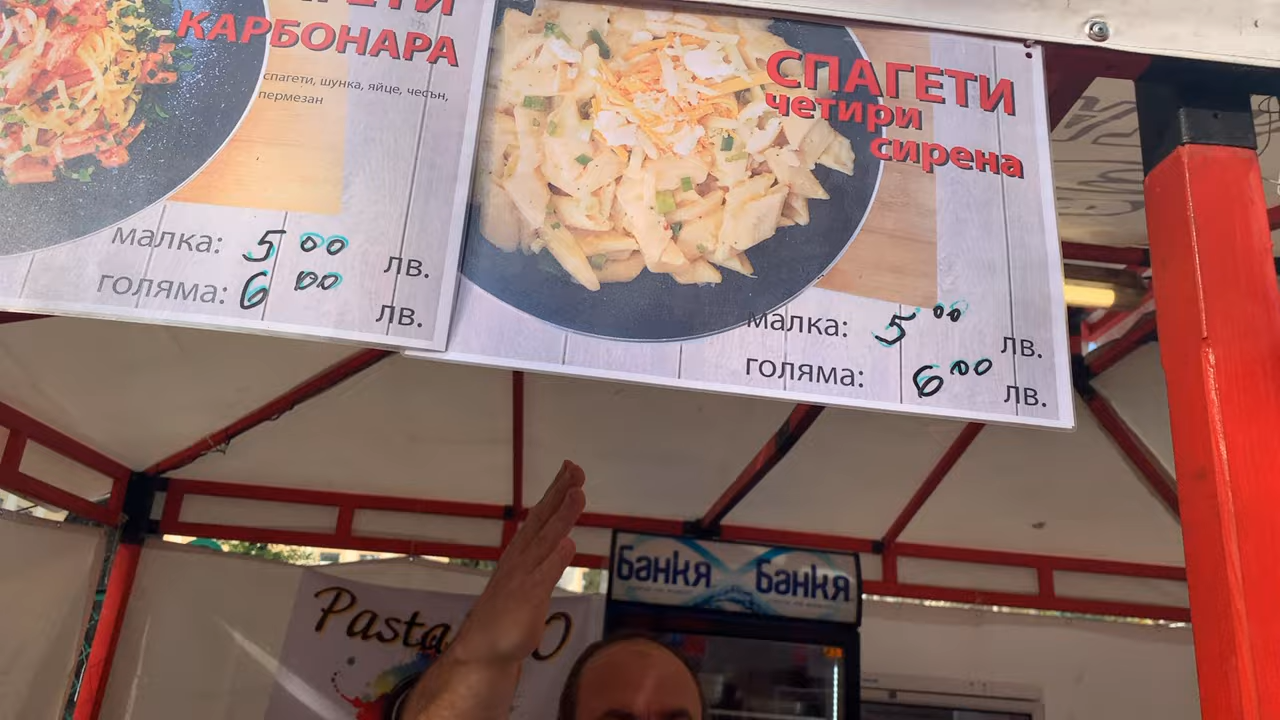 КАРБОНАРА
спагети, шунка, яйце, чесън,
пермезан
малка: 5 00 лв.
голяма: 6 00 лв.
СПАГЕТИ
четири
сирена
малка: 5 00 лв.
голяма: 6 00 лв.
банкя банкя
Pasta